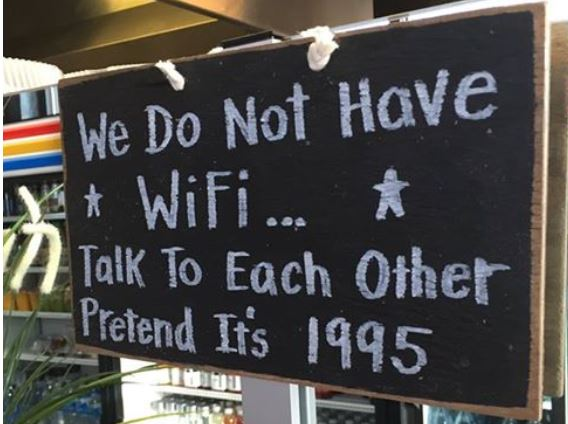 We Do Not Have
WiFi...
Talk To Each Other
Pretend It's 1995